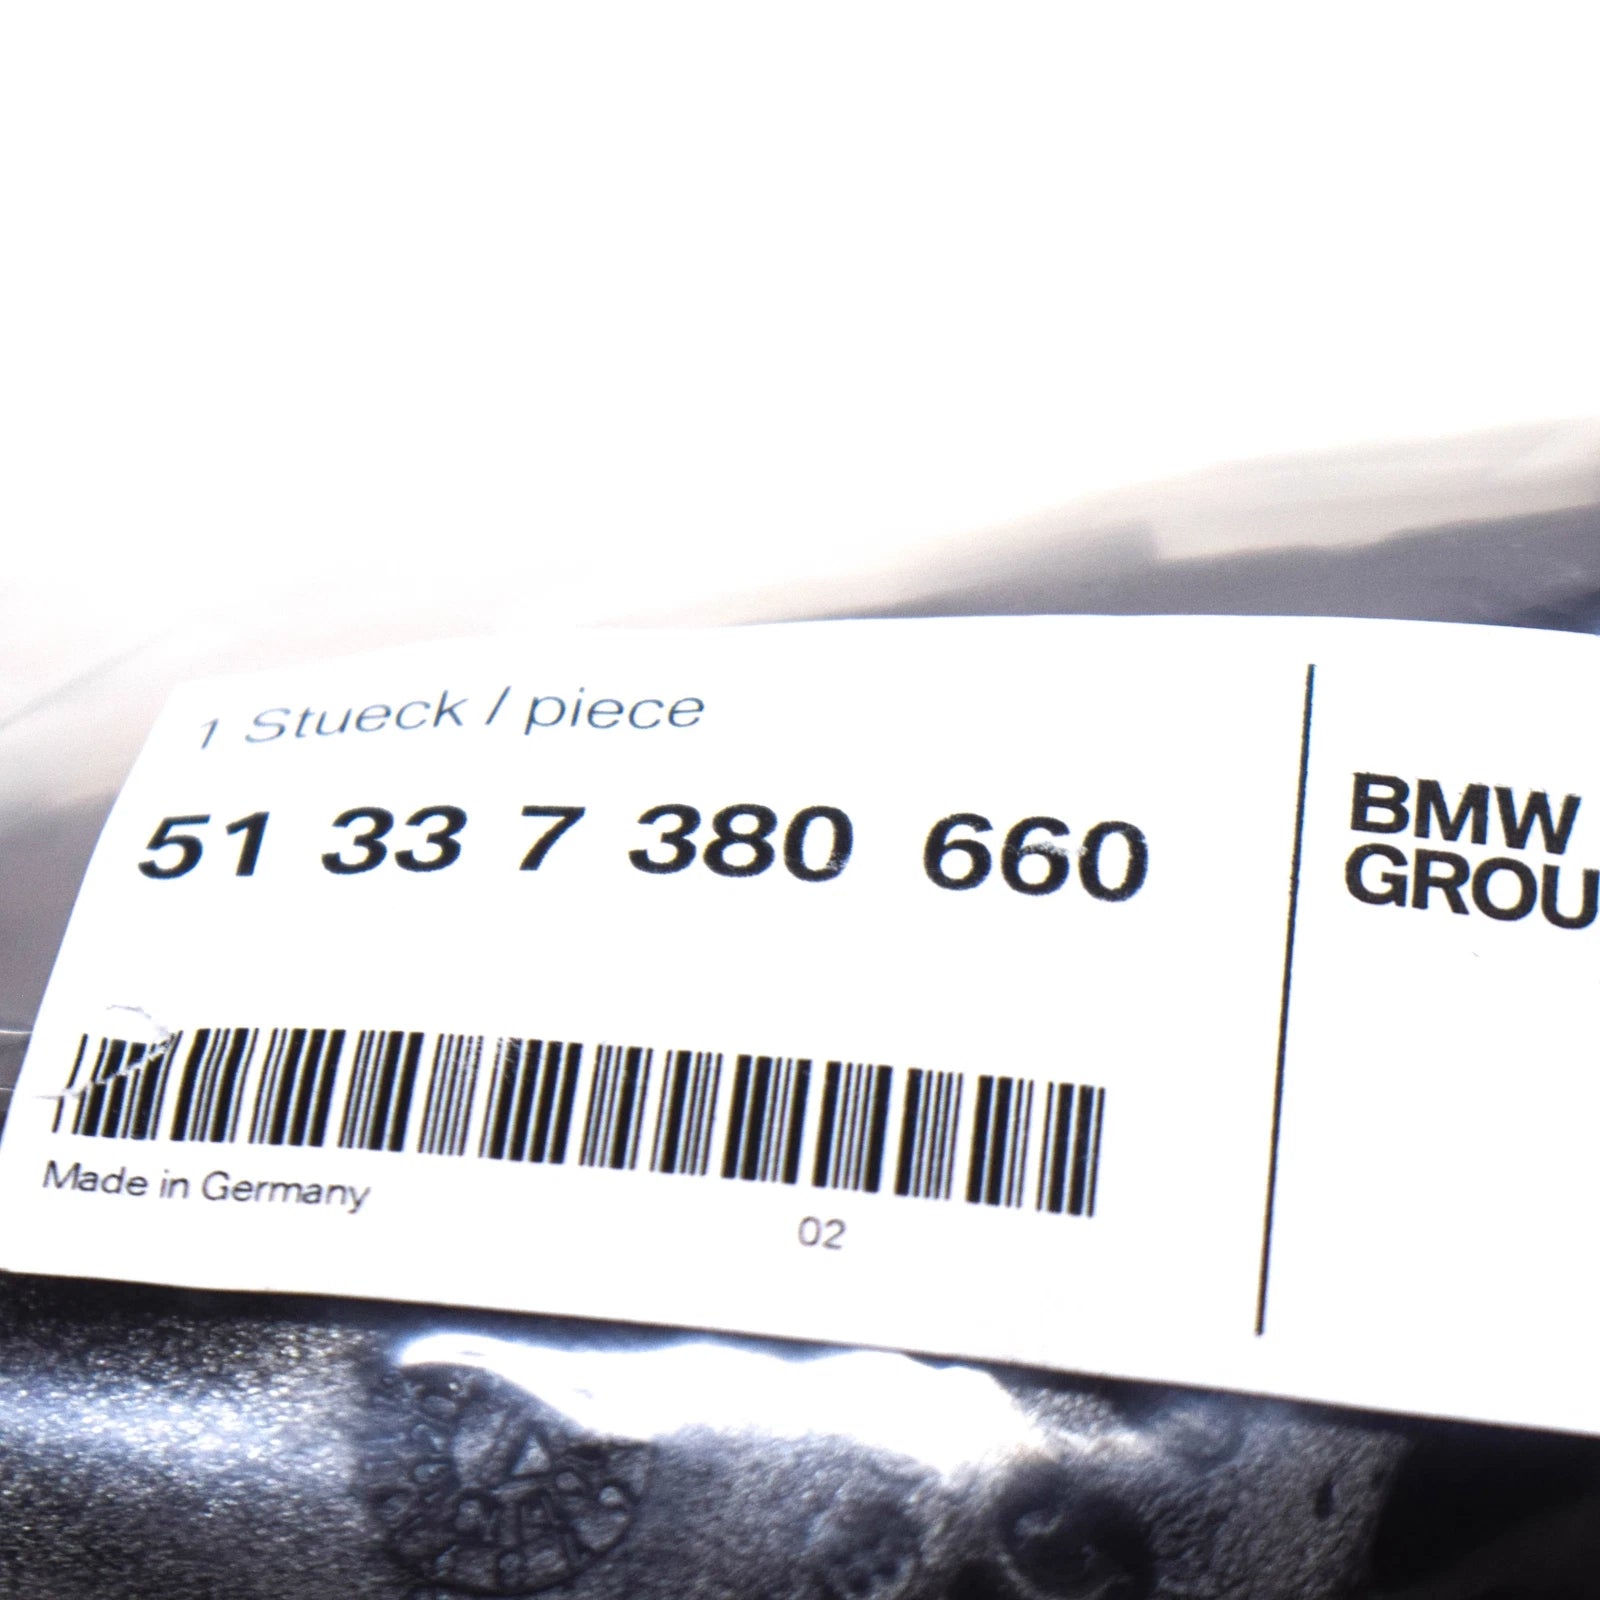 1 Stueck / piece
51 33 7 380 660
BMW
GROU
Made in Germany
02